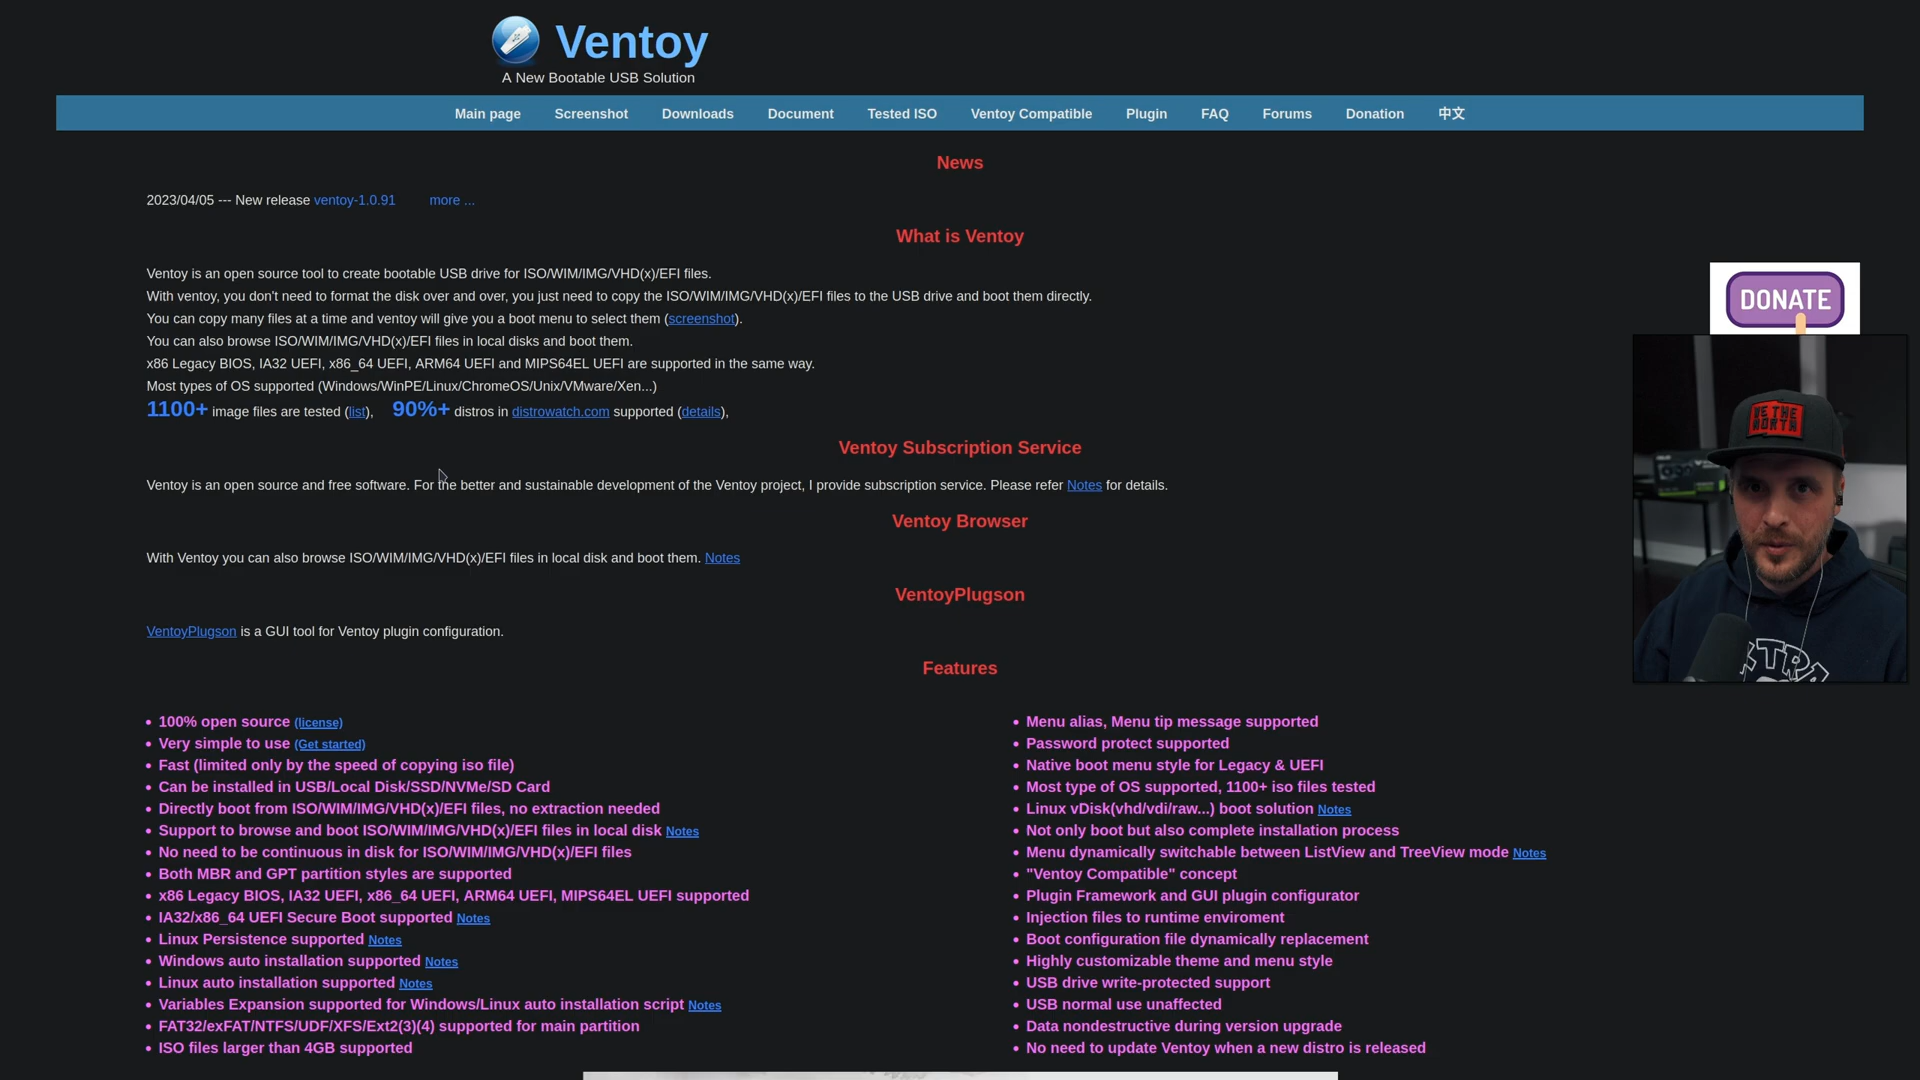 Ventoy
A New Bootable USB Solution
Main page Screenshot Downloads Document Tested ISO Ventoy Compatible Plugin FAQ Forums Donation 中文
News
2023/04/05 --- New release ventoy-1.0.91 more ...
What is Ventoy
Ventoy is an open source tool to create bootable USB drive for ISO/WIM/IMG/VHD(x)/EFI files.
With ventoy, you don't need to format the disk over and over, you just need to copy the ISO/WIM/IMG/VHD(x)/EFI files to the USB drive and boot them directly.
You can copy many files at a time and ventoy will give you a boot menu to select them (screenshot).
You can also browse ISO/WIM/IMG/VHD(x)/EFI files in local disks and boot them.
x86 Legacy BIOS, IA32 UEFI, x86_64 UEFI, ARM64 UEFI and MIPS64EL UEFI are supported in the same way.
Most types of OS supported (Windows/WinPE/Linux/ChromeOS/Unix/VMware/Xen...)
1100+ image files are tested (list), 90%+ distros in distrowatch.com supported (details),
Ventoy Subscription Service
Ventoy is an open source and free software. For the better and sustainable development of the Ventoy project, I provide subscription service. Please refer Notes for details.
Ventoy Browser
With Ventoy you can also browse ISO/WIM/IMG/VHD(x)/EFI files in local disk and boot them. Notes
VentoyPlugson
VentoyPlugson is a GUI tool for Ventoy plugin configuration.
Features
100% open source (license)
Very simple to use (Get started)
Fast (limited only by the speed of copying iso file)
Can be installed in USB/Local Disk/SSD/NVMe/SD Card
Directly boot from ISO/WIM/IMG/VHD(x)/EFI files, no extraction needed
Support to browse and boot ISO/WIM/IMG/VHD(x)/EFI files in local disk Notes
No need to be continuous in disk for ISO/WIM/IMG/VHD(x)/EFI files
Both MBR and GPT partition styles are supported
x86 Legacy BIOS, IA32 UEFI, x86_64 UEFI, ARM64 UEFI, MIPS64EL UEFI supported
IA32/x86_64 UEFI Secure Boot supported Notes
Linux Persistence supported Notes
Windows auto installation supported Notes
Linux auto installation supported Notes
Variables Expansion supported for Windows/Linux auto installation script Notes
FAT32/exFAT/NTFS/UDF/XFS/Ext2(3)(4) supported for main partition
ISO files larger than 4GB supported
Menu alias, Menu tip message supported
Password protect supported
Native boot menu style for Legacy & UEFI
Most type of OS supported, 1100+ iso files tested
Linux vDisk(vhd/vdi/raw...) boot solution Notes
Not only boot but also complete installation process
Menu dynamically switchable between ListView and TreeView mode Notes
"Ventoy Compatible" concept
Plugin Framework and GUI plugin configurator
Injection files to runtime enviroment
Boot configuration file dynamically replacement
Highly customizable theme and menu style
USB drive write-protected support
USB normal use unaffected
Data nondestructive during version upgrade
No need to update Ventoy when a new distro is released
DONATE
WE THE
NORTH